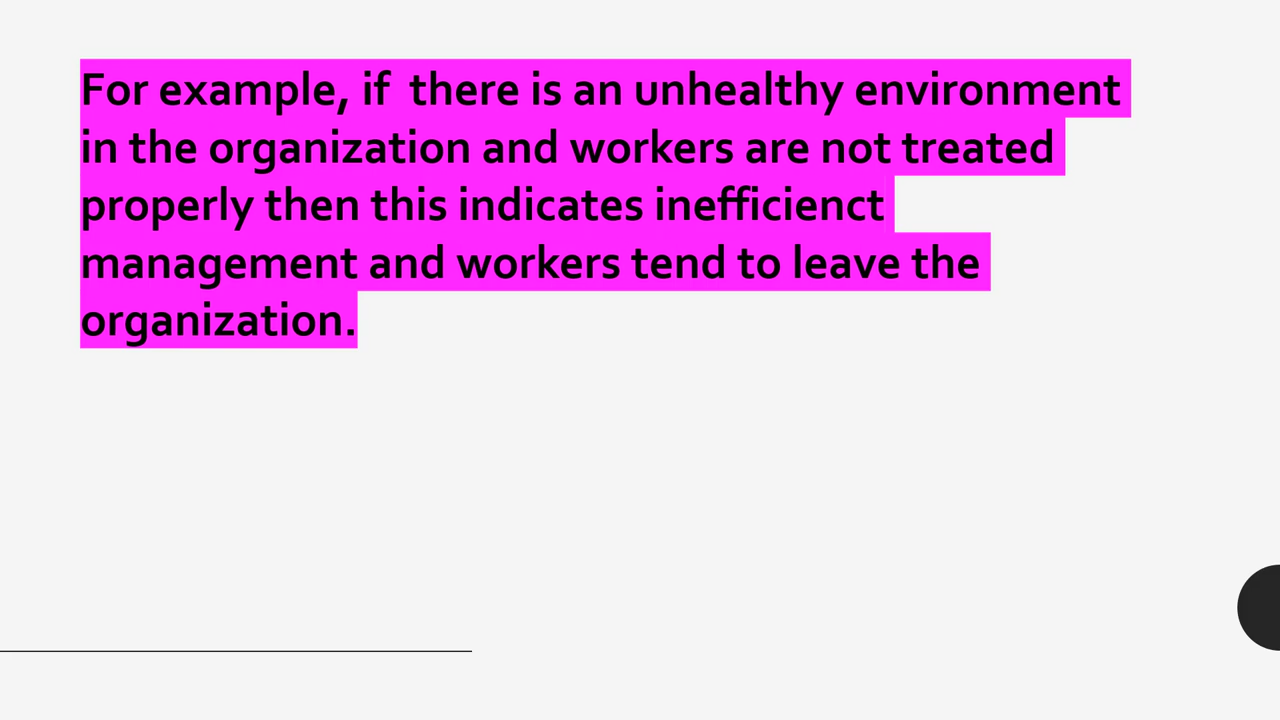 For example, if  there is an unhealthy environment
in the organization and workers are not treated
properly then this indicates inefficienct
management and workers tend to leave the
organization.